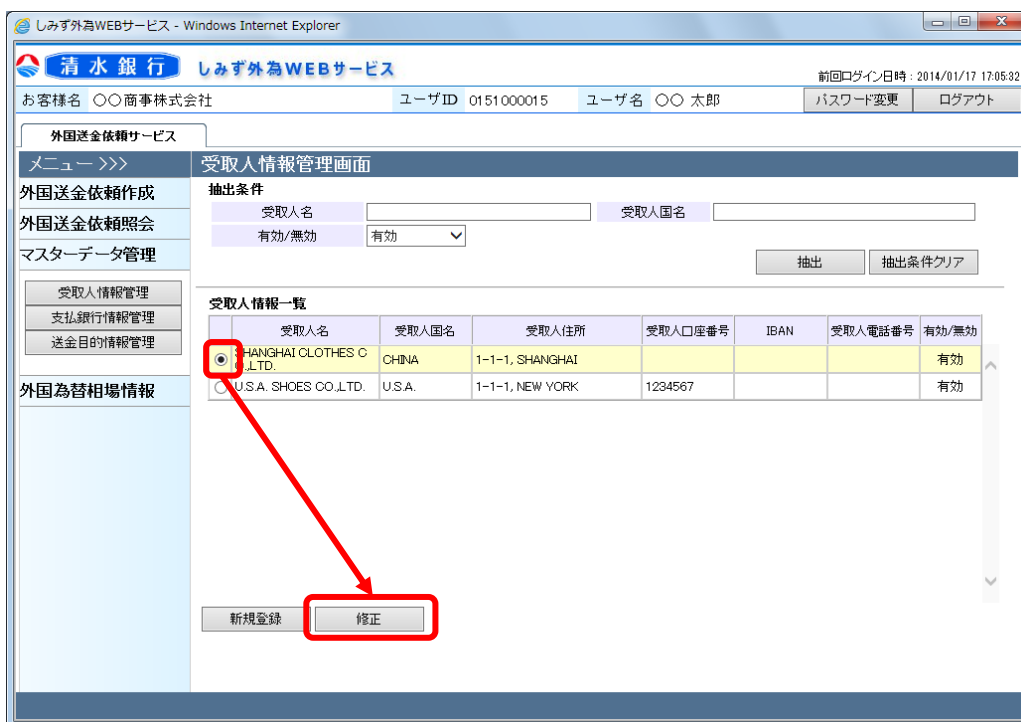 しみず外為WEBサービス - Windows Internet Explorer
清水銀行 しみず外為WEBサービス
前回ログイン日時：2014/01/17 17:05:32
お客様名 〇〇商事株式会社 ユーザID 0151000015 ユーザ名 〇〇 太郎 パスワード変更 ログアウト
外国送金依頼サービス
メニュー >>> 受取人情報管理画面
外国送金依頼作成
外国送金依頼照会
マスターデータ管理
受取人情報管理
支払銀行情報管理
送金目的情報管理
外国為替相場情報
抽出条件
受取人名 受取人国名
有効/無効 有効
抽出 抽出条件クリア
受取人情報一覧
受取人名 受取人国名 受取人住所 受取人口座番号 IBAN 受取人電話番号 有効/無効
SHANGHAI CLOTHES C
O.,LTD. CHINA 1-1-1, SHANGHAI 有効
U.S.A. SHOES CO.,LTD. U.S.A. 1-1-1, NEW YORK 1234567 有効
新規登録 修正